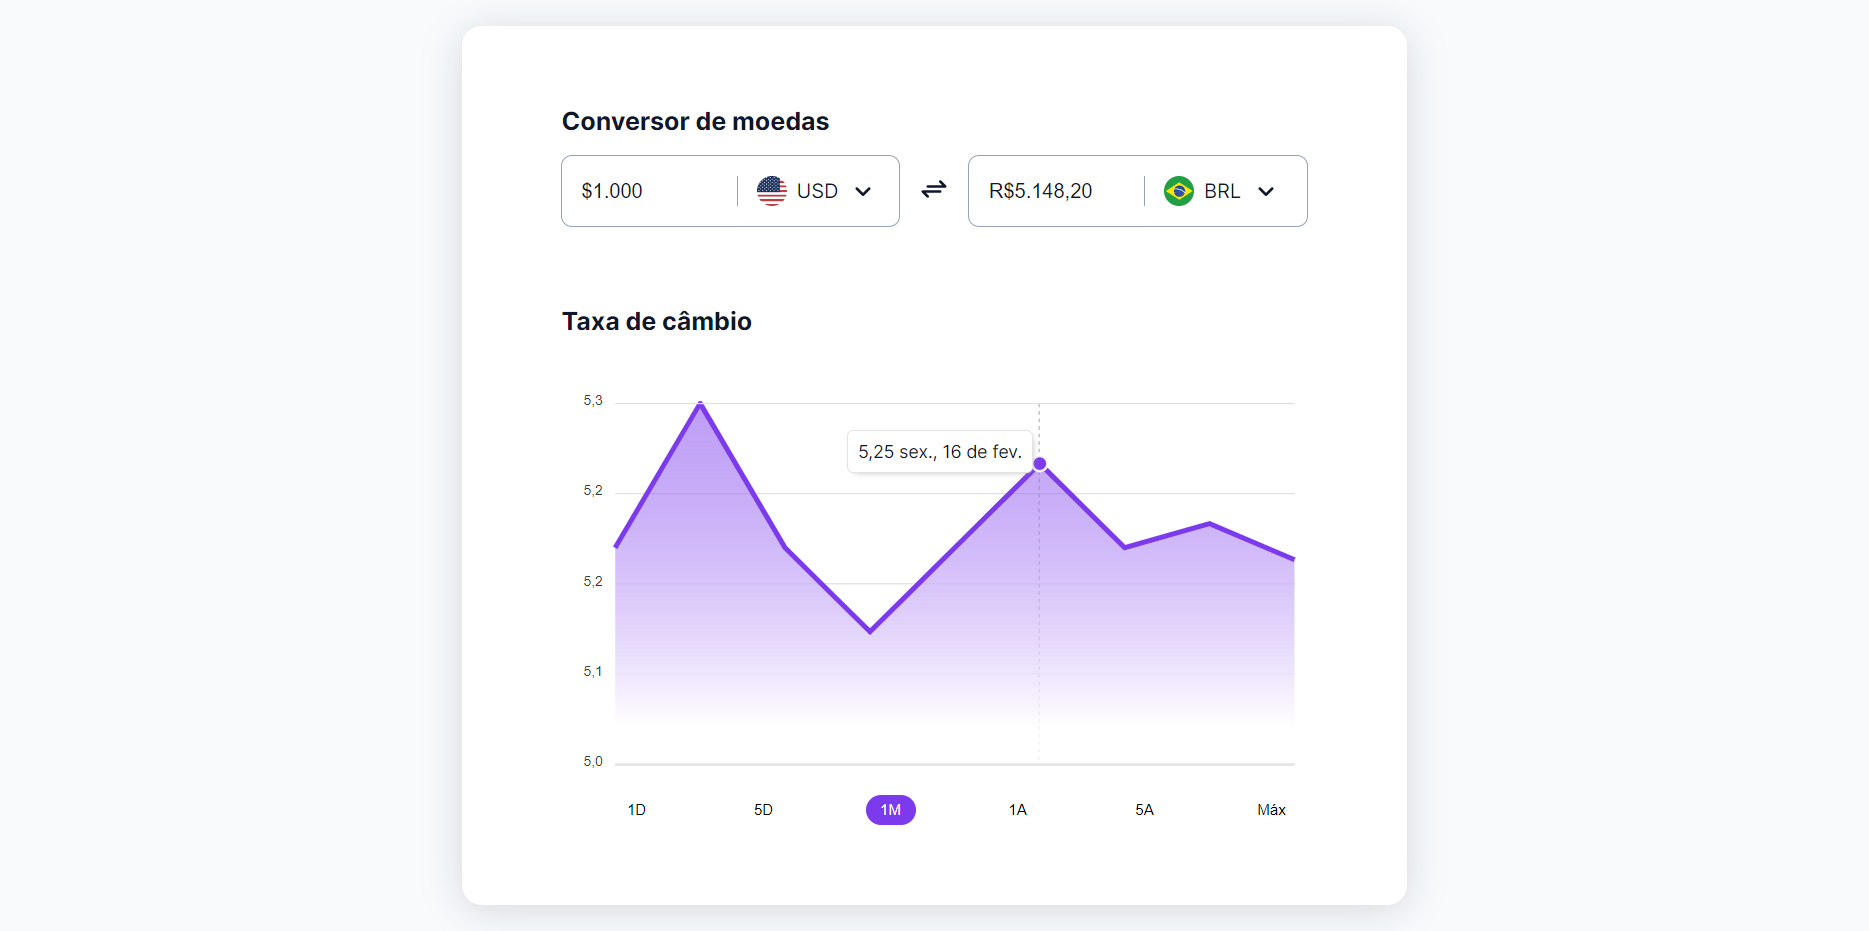 Conversor de moedas
$1.000 USD R$5.148,20 BRL
Taxa de câmbio
5,3
5,25 sex., 16 de fev.
5,2
5,2
5,1
5,0
1D 5D 1M 1A 5A Máx